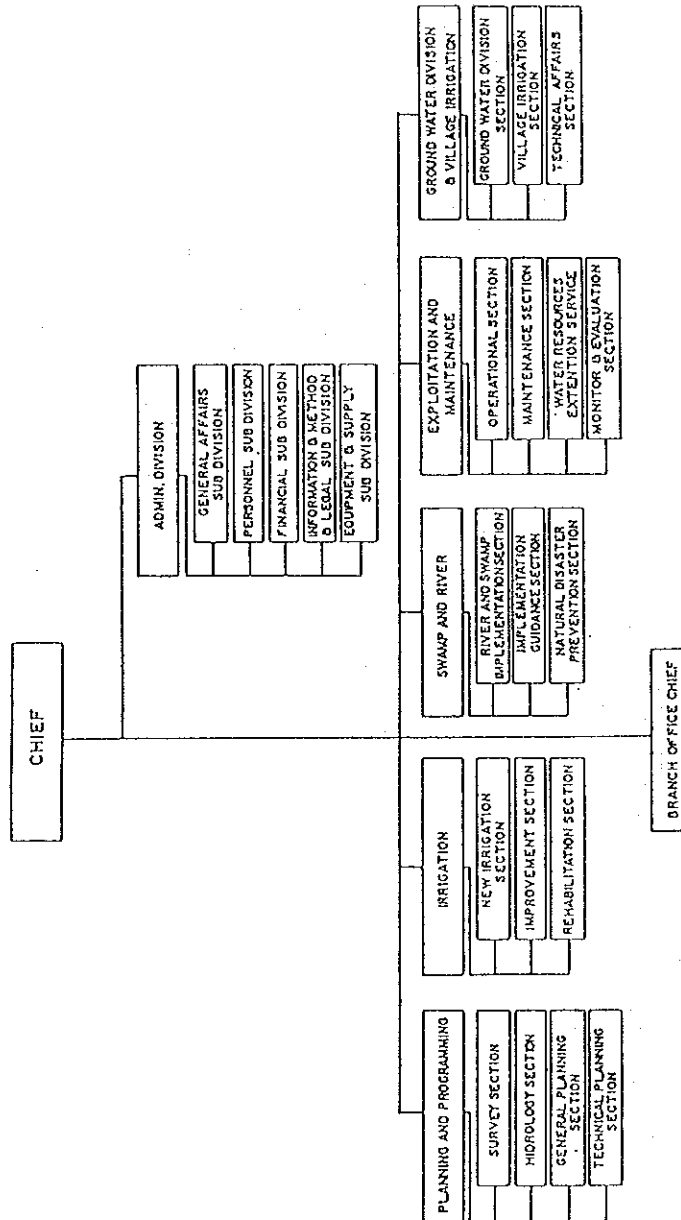 CHIEF
ADMIN, DIVISION
GENERAL AFFAIRS
SUB DIVISION
PERSONNEL SUB DIVISION
FINANCIAL SUB DIVISION
INFORMATION & METHOD
& LEGAL SUB DIVISION
EQUIPMENT & SUPPLY
SUB DIVISION
PLANNING AND PROGRAMMING
SURVEY SECTION
HIDROLOGY SECTION
GENERAL PLANNING
SECTION
TECHNICAL PLANNING
SECTION
IRRIGATION
NEW IRRIGATION
SECTION
IMPROVEMENT SECTION
REHABILITATION SECTION
SWAMP AND RIVER
RIVER AND SWAMP
IMPLEMENTATION SECTION
IMPLEMENTATION
GUIDANCE SECTION
NATURAL DISASTER
PREVENTION SECTION
EXPLOITATION AND
MAINTENANCE
OPERATIONAL SECTION
MAINTENANCE SECTION
WATER RESOURCES
EXTENTION SERVICE
MONITOR & EVALUATION
SECTION
GROUND WATER DIVISION
& VILLAGE IRRIGATION
GROUND WATER DIVISION
SECTION
VILLAGE IRRIGATION
SECTION
TECHNICAL AFFAIRS
SECTION
BRANCH OFFICE CHIEF